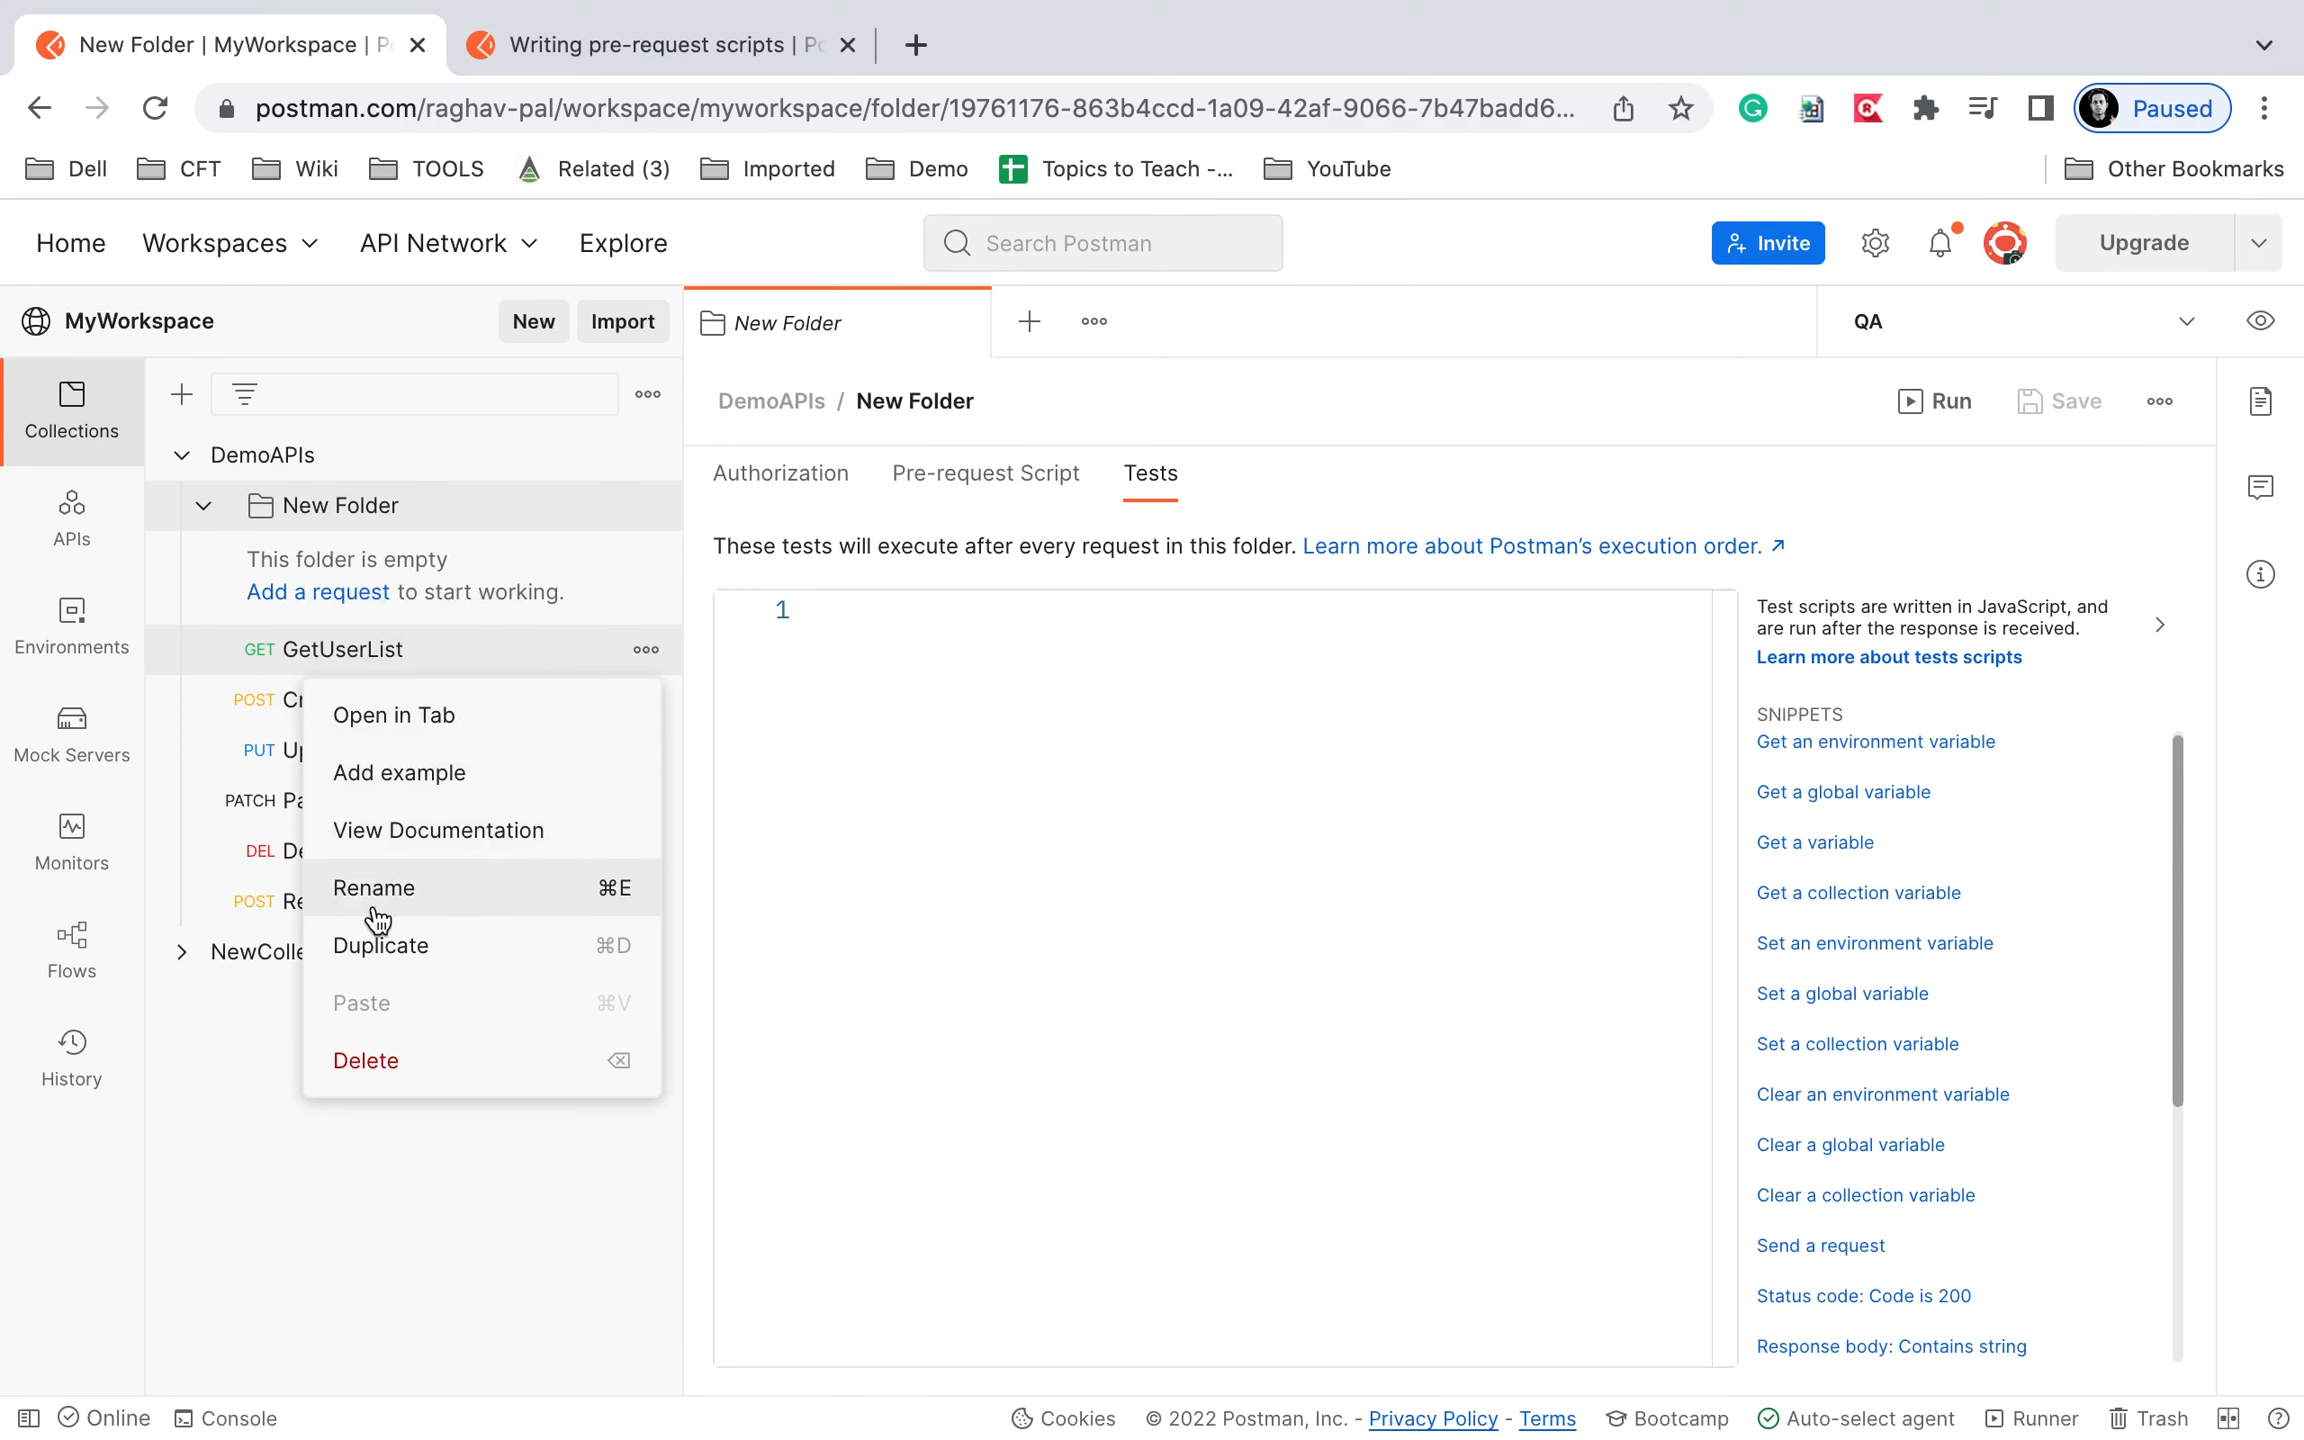 New Folder | MyWorkspace | Po
Writing pre-request scripts | Po
postman.com/raghav-pal/workspace/myworkspace/folder/19761176-863b4ccd-1a09-42af-9066-7b47badd6...
Paused
Dell
CFT
Wiki
TOOLS
Related (3)
Imported
Demo
Topics to Teach -...
YouTube
Other Bookmarks
Home
Workspaces
API Network
Explore
Search Postman
Invite
Upgrade
MyWorkspace
New
Import
New Folder
QA
Collections
APIs
Environments
Mock Servers
Monitors
Flows
History
DemoAPIs
New Folder
This folder is empty
Add a request to start working.
GET GetUserList
POST Cr
PUT Up
PATCH Pa
DEL De
POST Re
NewColle
Open in Tab
Add example
View Documentation
Rename ⌘E
Duplicate ⌘D
Paste ⌘V
Delete
DemoAPIs / New Folder
Run
Save
Authorization
Pre-request Script
Tests
These tests will execute after every request in this folder. Learn more about Postman's execution order. ↗
1
Test scripts are written in JavaScript, and
are run after the response is received.
Learn more about tests scripts
SNIPPETS
Get an environment variable
Get a global variable
Get a variable
Get a collection variable
Set an environment variable
Set a global variable
Set a collection variable
Clear an environment variable
Clear a global variable
Clear a collection variable
Send a request
Status code: Code is 200
Response body: Contains string
Online
Console
Cookies
© 2022 Postman, Inc. - Privacy Policy - Terms
Bootcamp
Auto-select agent
Runner
Trash